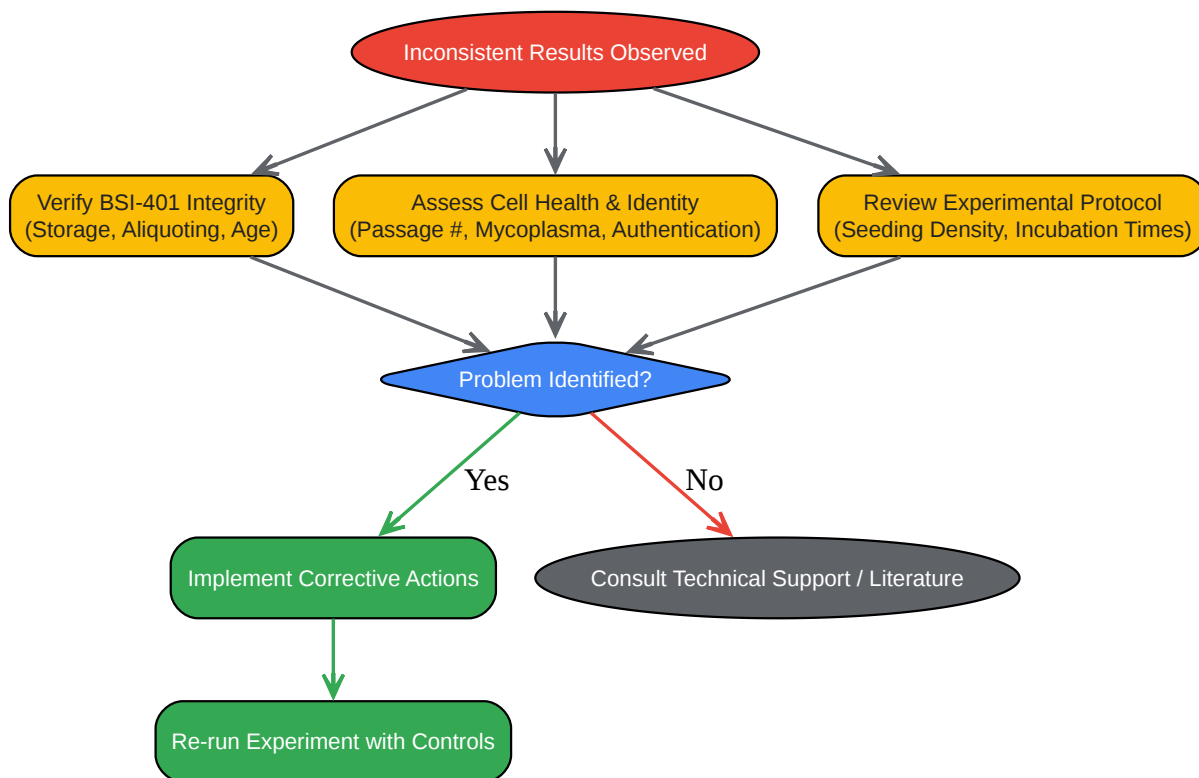 Inconsistent Results Observed
Verify BSI-401 Integrity
(Storage, Aliquoting, Age)
Assess Cell Health & Identity
(Passage #, Mycoplasma, Authentication)
Review Experimental Protocol
(Seeding Density, Incubation Times)
Problem Identified?
Yes
No
Implement Corrective Actions
Consult Technical Support / Literature
Re-run Experiment with Controls